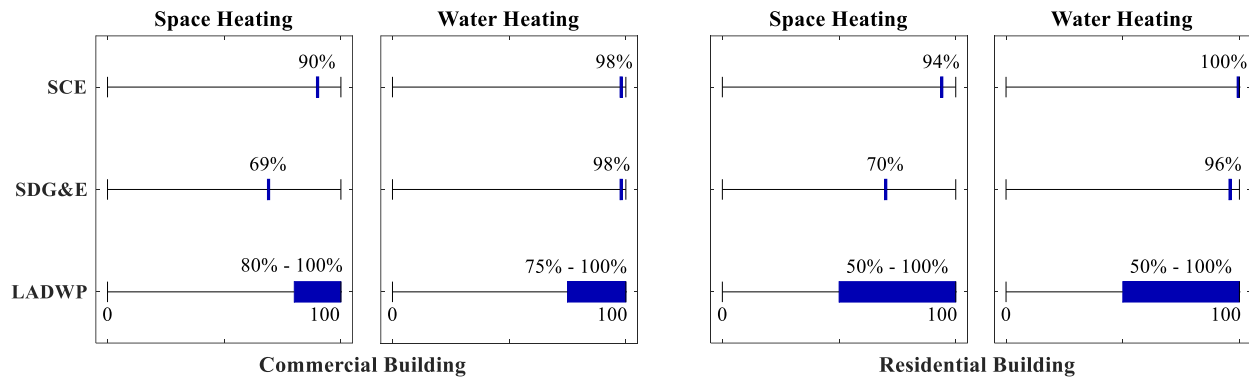 Space Heating
Water Heating
Space Heating
Water Heating
SCE
90%
98%
94%
100%
SDG&E
69%
98%
70%
96%
LADWP
80% - 100%
75% - 100%
50% - 100%
50% - 100%
0
100
0
100
0
100
0
100
Commercial Building
Residential Building